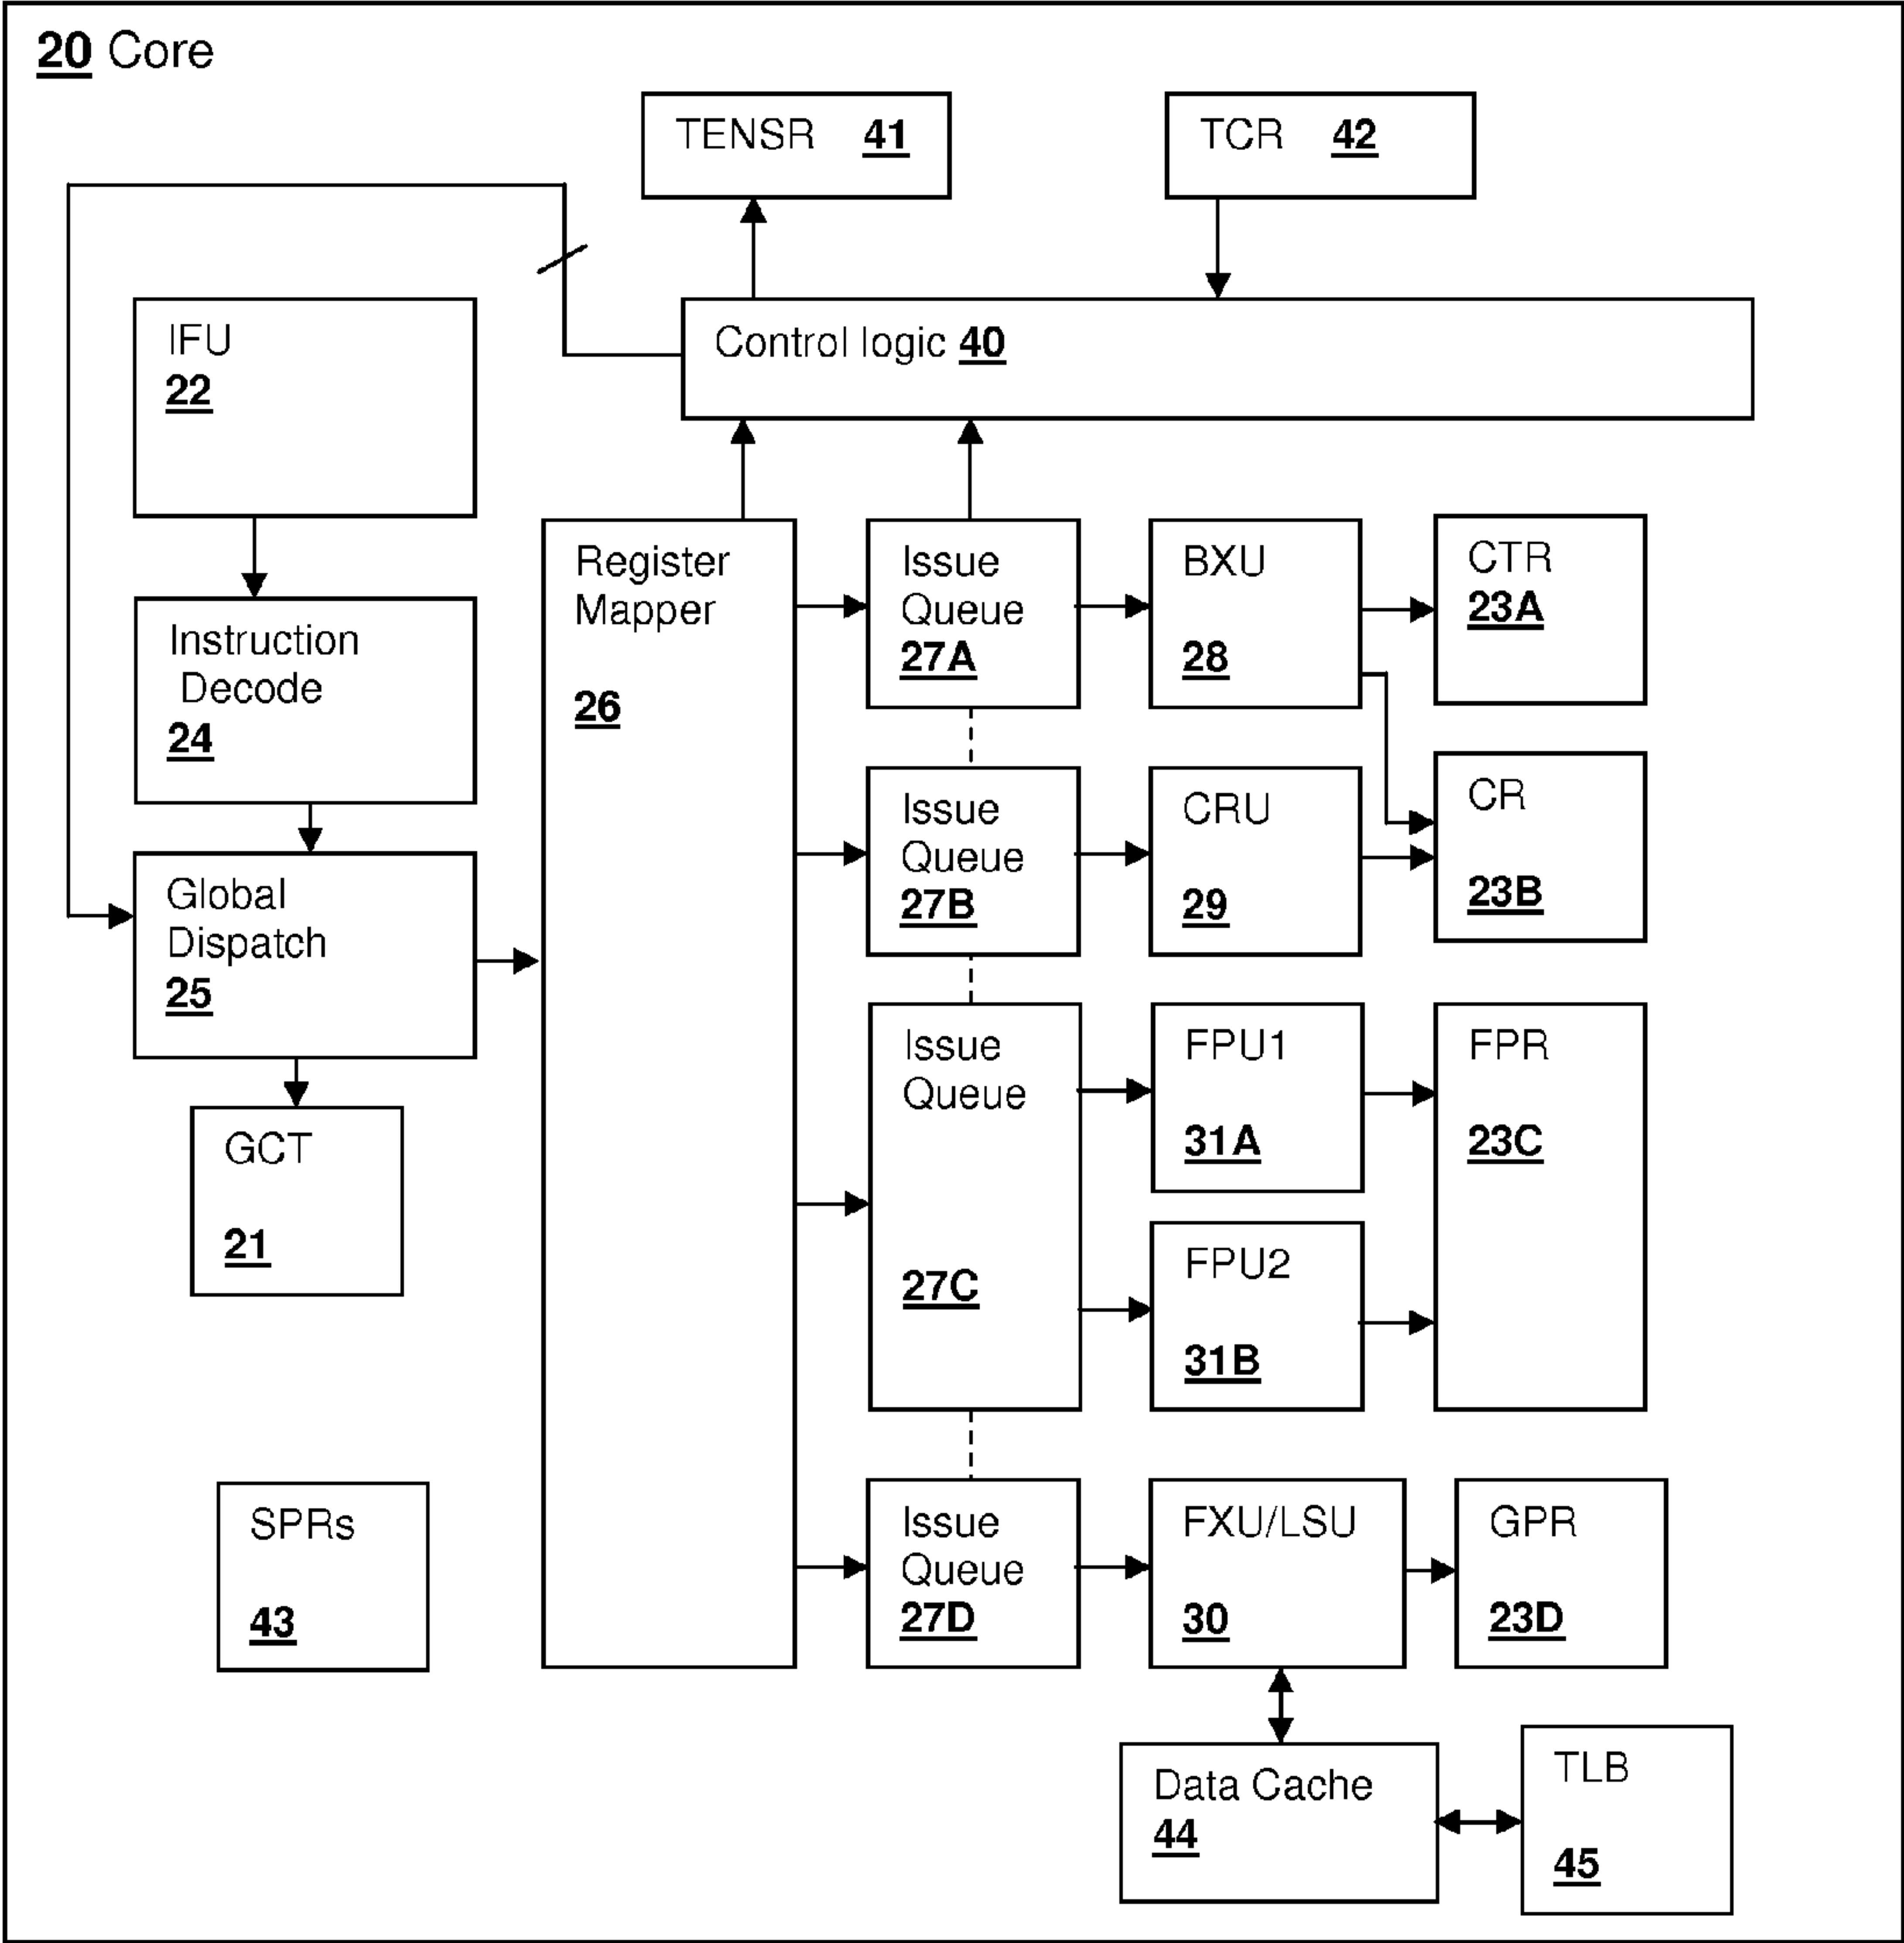 20 Core
TENSR 41
TCR 42
IFU
22
Control logic 40
Instruction
Decode
24
Global
Dispatch
25
GCT
21
SPRs
43
Register
Mapper
26
Issue
Queue
27A
BXU
28
CTR
23A
Issue
Queue
27B
CRU
29
CR
23B
Issue
Queue
27C
FPU1
31A
FPR
23C
FPU2
31B
Issue
Queue
27D
FXU/LSU
30
GPR
23D
Data Cache
44
TLB
45